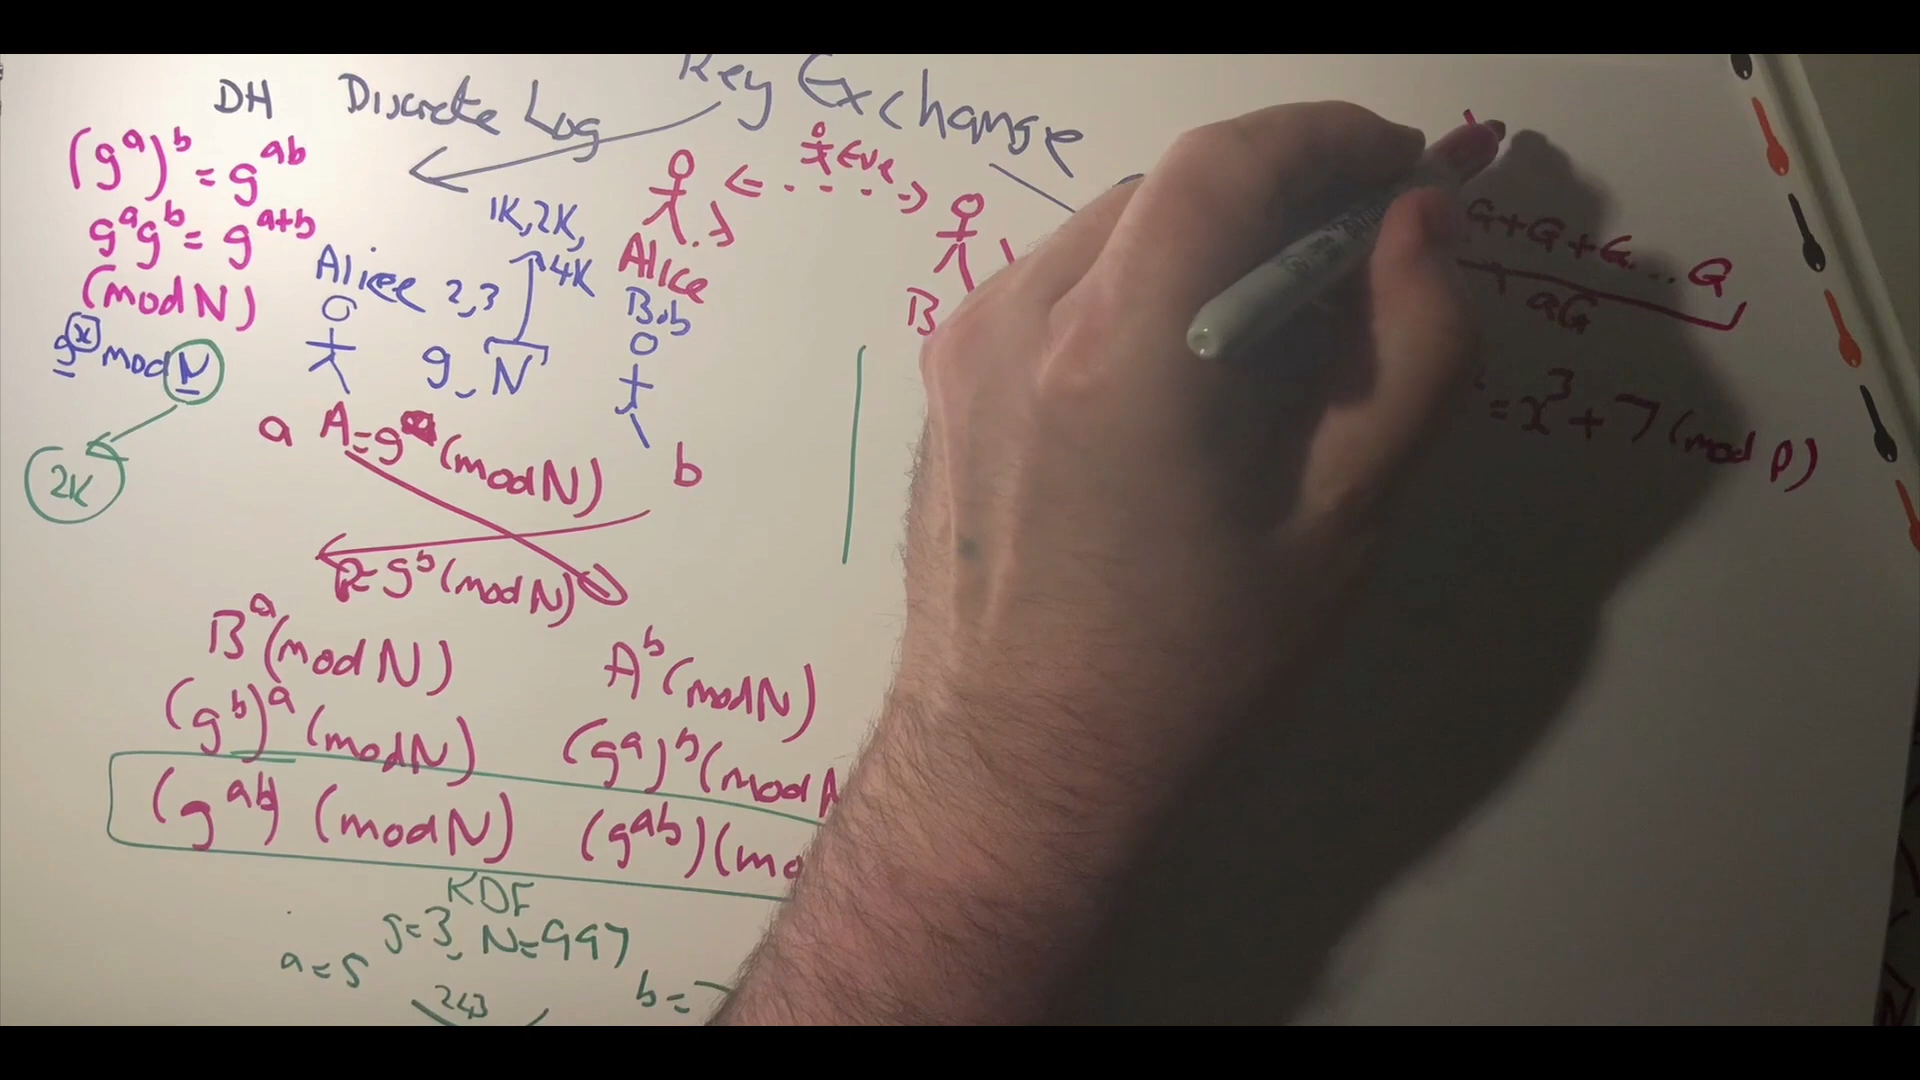 Key Exchange
DH Discrete Log
(g^a)^b = g^ab
g^a g^b = g^a+b
(mod N)
g^x mod N
2K
1K, 2K,
4K
Eve
Alice
B
Alice 2,3
Bob
g, N
a A=g (mod N)
b
g^b (mod N)
B^a (mod N)
A^b (mod N)
(g^b)^a (mod N)
(g^a)^b (mod N
(g^ab) (mod N)
(g^ab) (mo
KDF
g=3, N=997
a=5
243
b=7
G+G+G...G
aG
= x^3 + 7 (mod p)